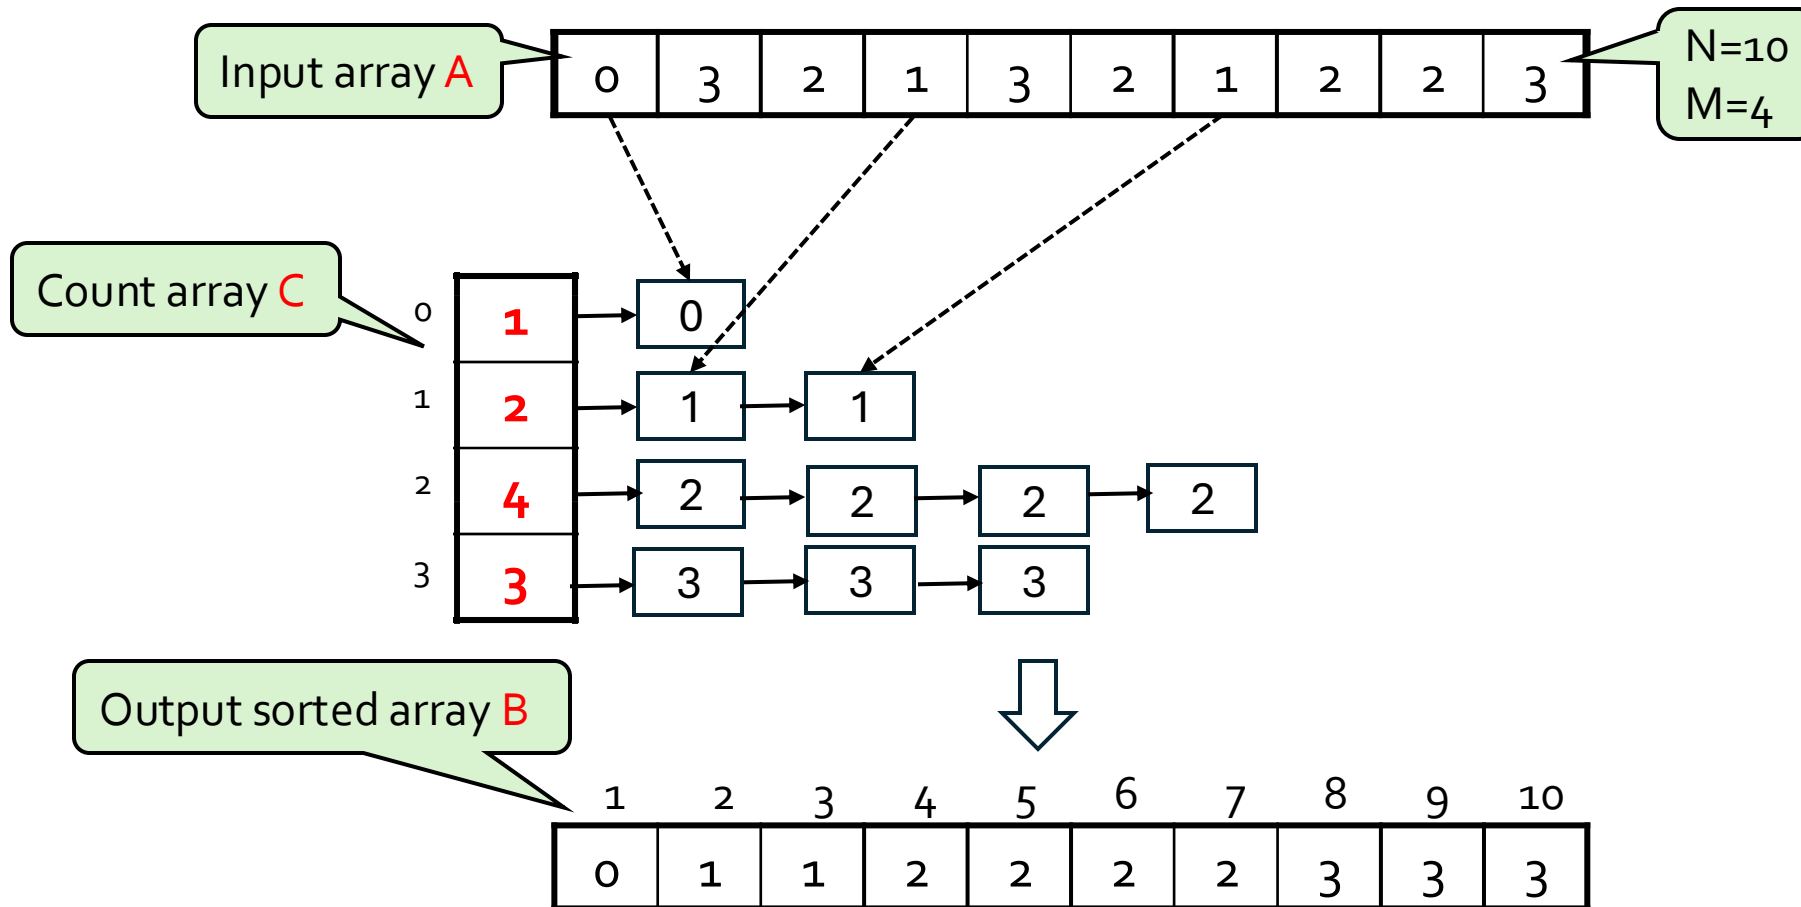 Input array A
0 3 2 1 3 2 1 2 2 3
N=10
M=4
Count array C
0 1 0
1 2 1 1
2 4 2 2 2 2
3 3 3 3 3
Output sorted array B
1 2 3 4 5 6 7 8 9 10
0 1 1 2 2 2 2 3 3 3